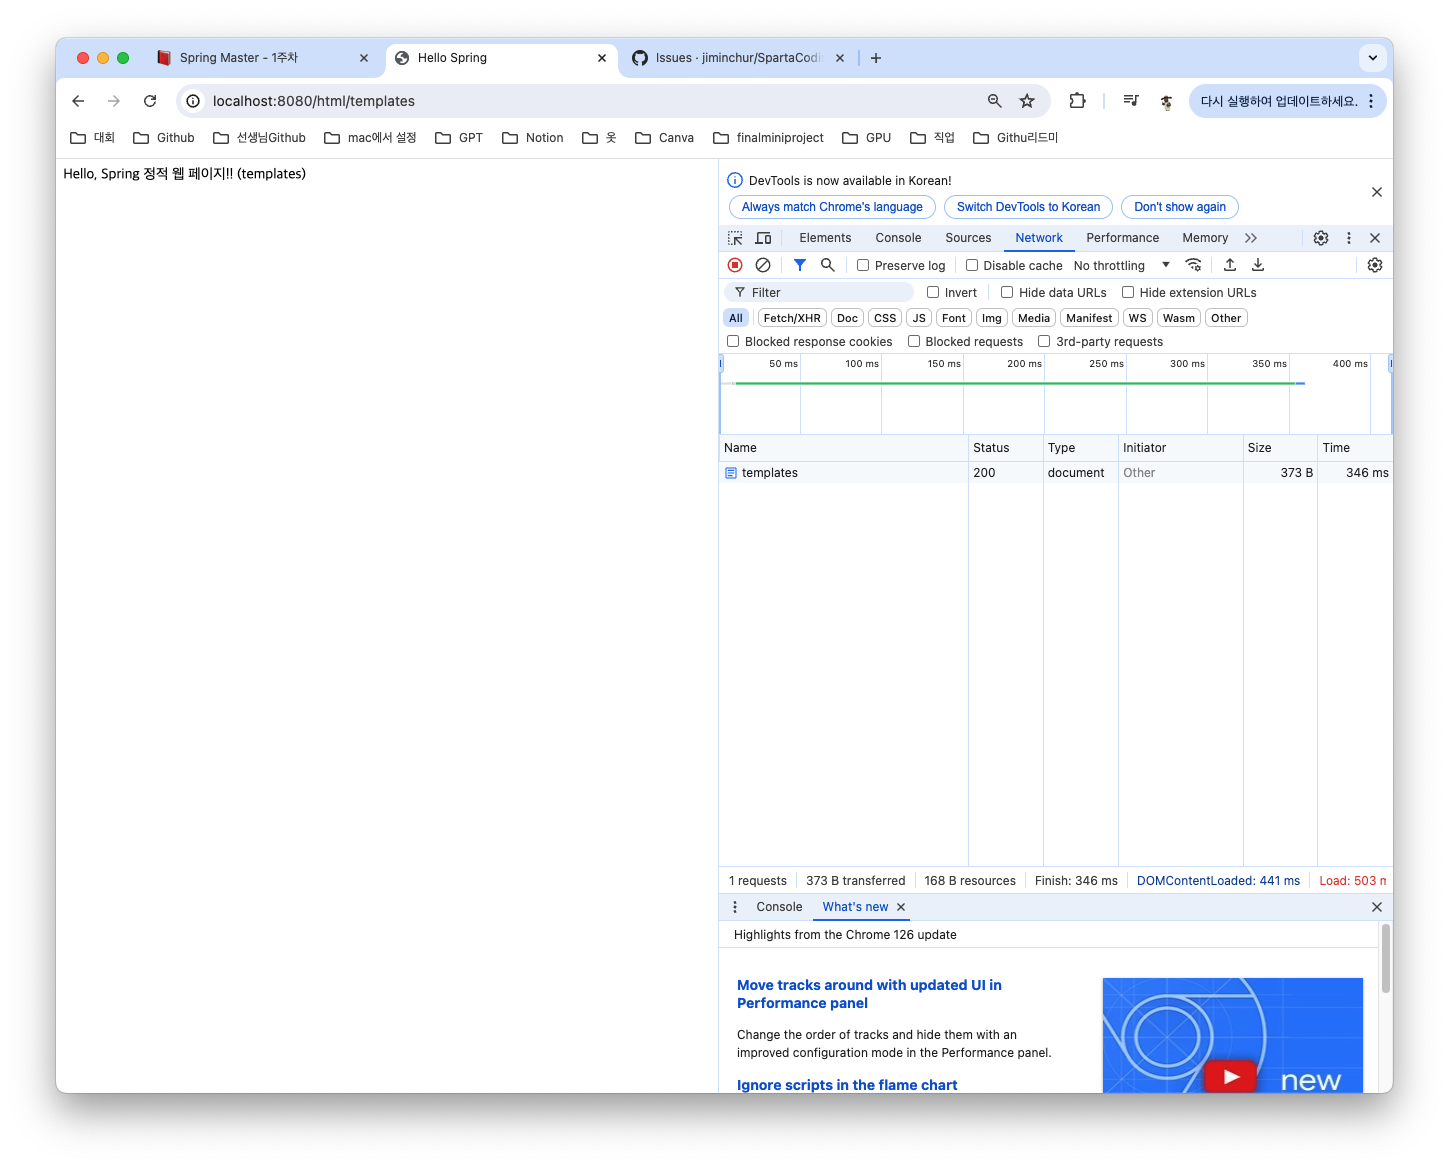 Spring Master - 1주차
Hello Spring
Issues · jiminchur/SpartaCodi
localhost:8080/html/templates
다시 실행하여 업데이트하세요.
대회
Github
선생님Github
mac에서 설정
GPT
Notion
옷
Canva
finalminiproject
GPU
직업
Githu리드미
Hello, Spring 정적 웹 페이지!! (templates)
DevTools is now available in Korean!
Always match Chrome's language
Switch DevTools to Korean
Don't show again
Elements
Console
Sources
Network
Performance
Memory
Preserve log
Disable cache
No throttling
Filter
Invert
Hide data URLs
Hide extension URLs
All
Fetch/XHR
Doc
CSS
JS
Font
Img
Media
Manifest
WS
Wasm
Other
Blocked response cookies
Blocked requests
3rd-party requests
50 ms
100 ms
150 ms
200 ms
250 ms
300 ms
350 ms
400 ms
Name Status Type Initiator Size Time
templates 200 document Other 373 B 346 ms
1 requests
373 B transferred
168 B resources
Finish: 346 ms
DOMContentLoaded: 441 ms
Load: 503 m
Console
What's new
Highlights from the Chrome 126 update
Move tracks around with updated UI in
Performance panel
Change the order of tracks and hide them with an
improved configuration mode in the Performance panel.
Ignore scripts in the flame chart
new